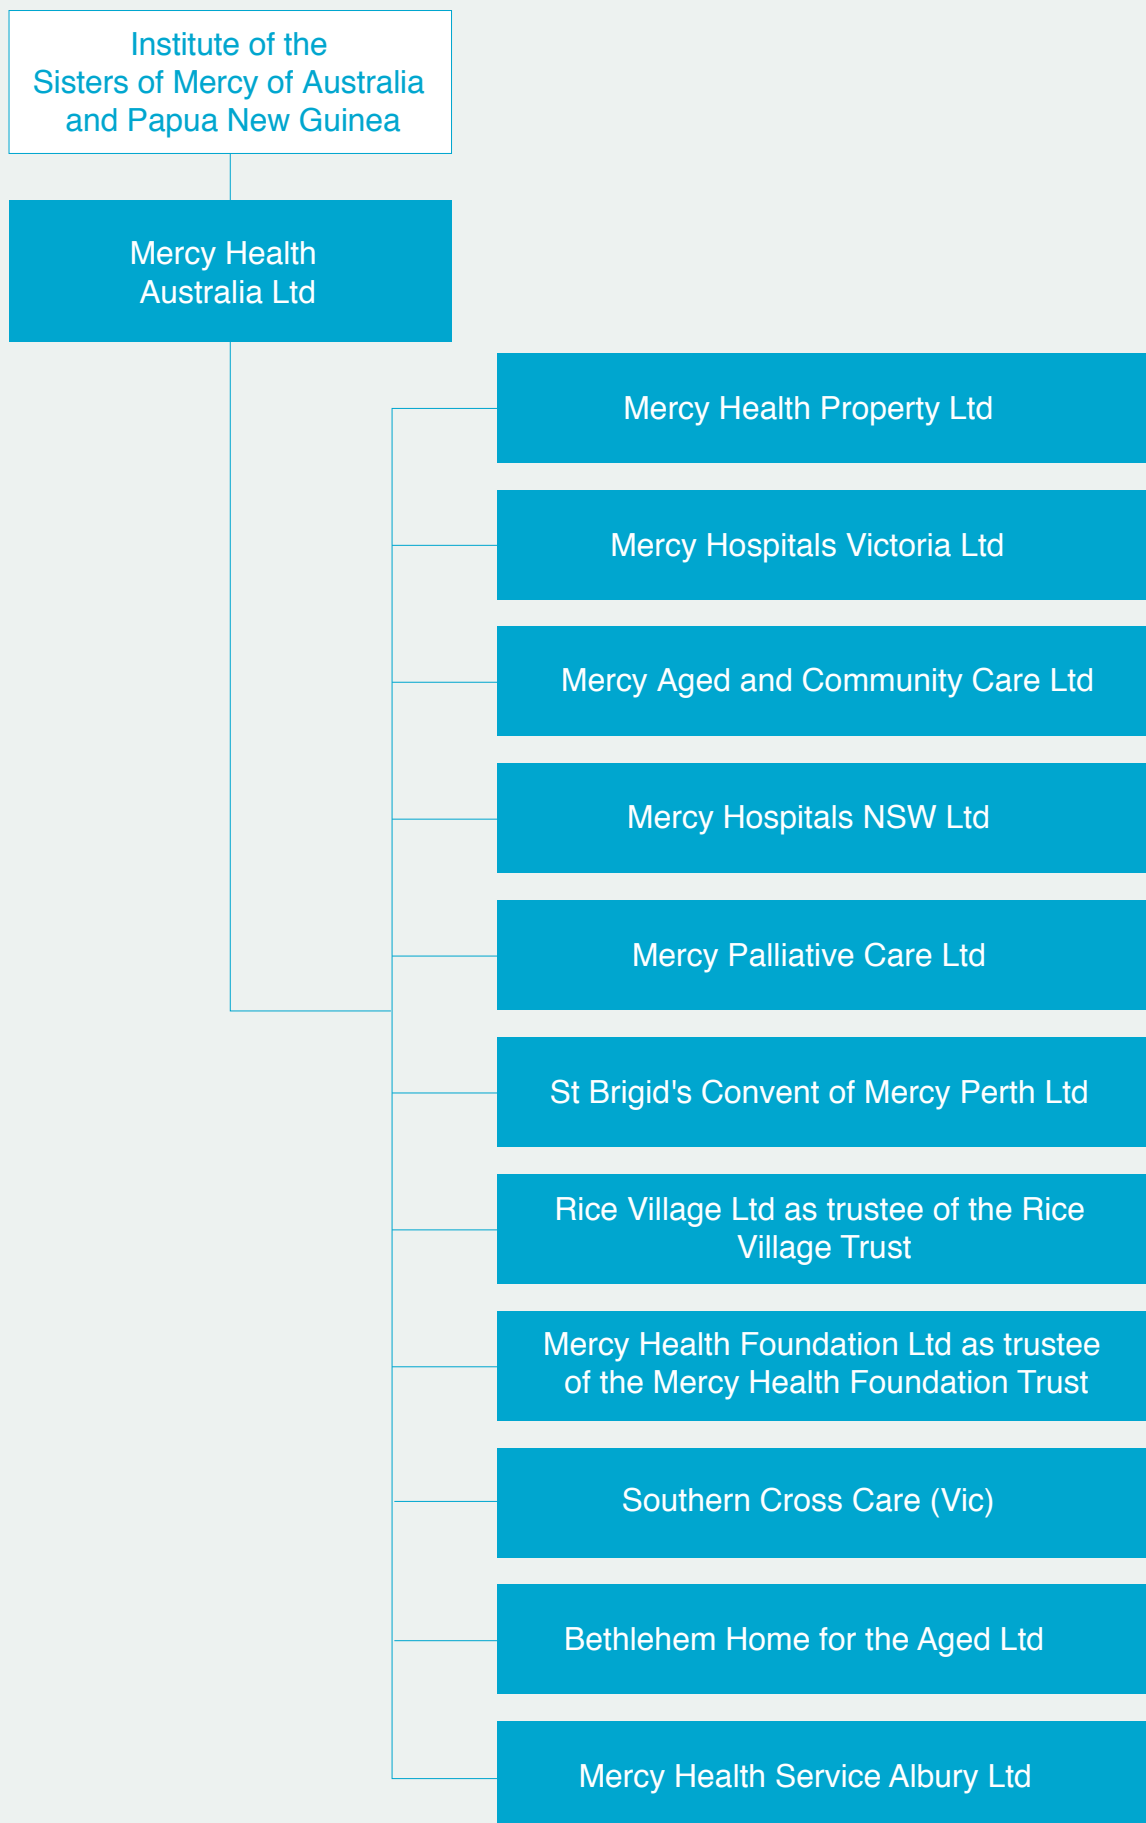 Institute of the
Sisters of Mercy of Australia
and Papua New Guinea
Mercy Health
Australia Ltd
Mercy Health Property Ltd
Mercy Hospitals Victoria Ltd
Mercy Aged and Community Care Ltd
Mercy Hospitals NSW Ltd
Mercy Palliative Care Ltd
St Brigid's Convent of Mercy Perth Ltd
Rice Village Ltd as trustee of the Rice
Village Trust
Mercy Health Foundation Ltd as trustee
of the Mercy Health Foundation Trust
Southern Cross Care (Vic)
Bethlehem Home for the Aged Ltd
Mercy Health Service Albury Ltd